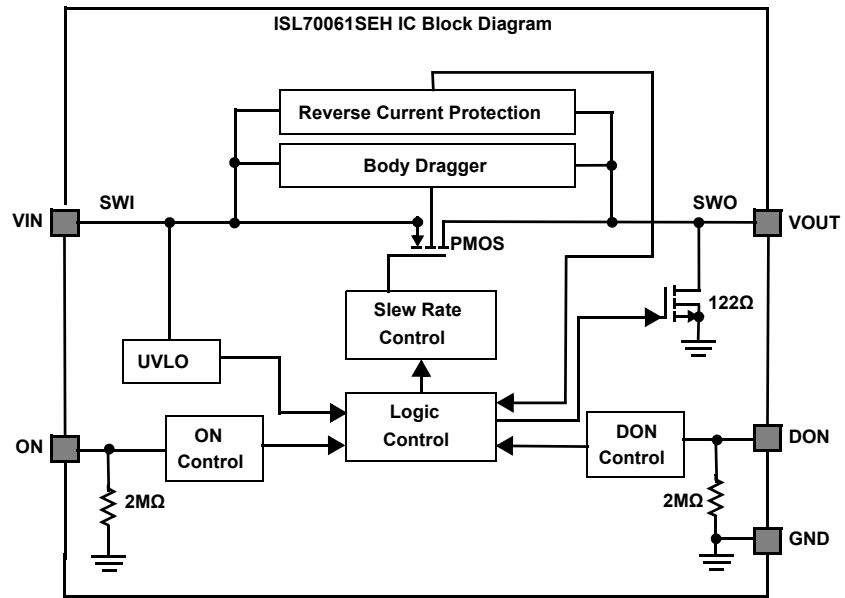 ISL70061SEH IC Block Diagram
Reverse Current Protection
Body Dragger
SWI
SWO
VIN
VOUT
PMOS
Slew Rate
Control
122Ω
UVLO
Logic
Control
ON
ON
Control
DON
Control
DON
2MΩ
2MΩ
GND